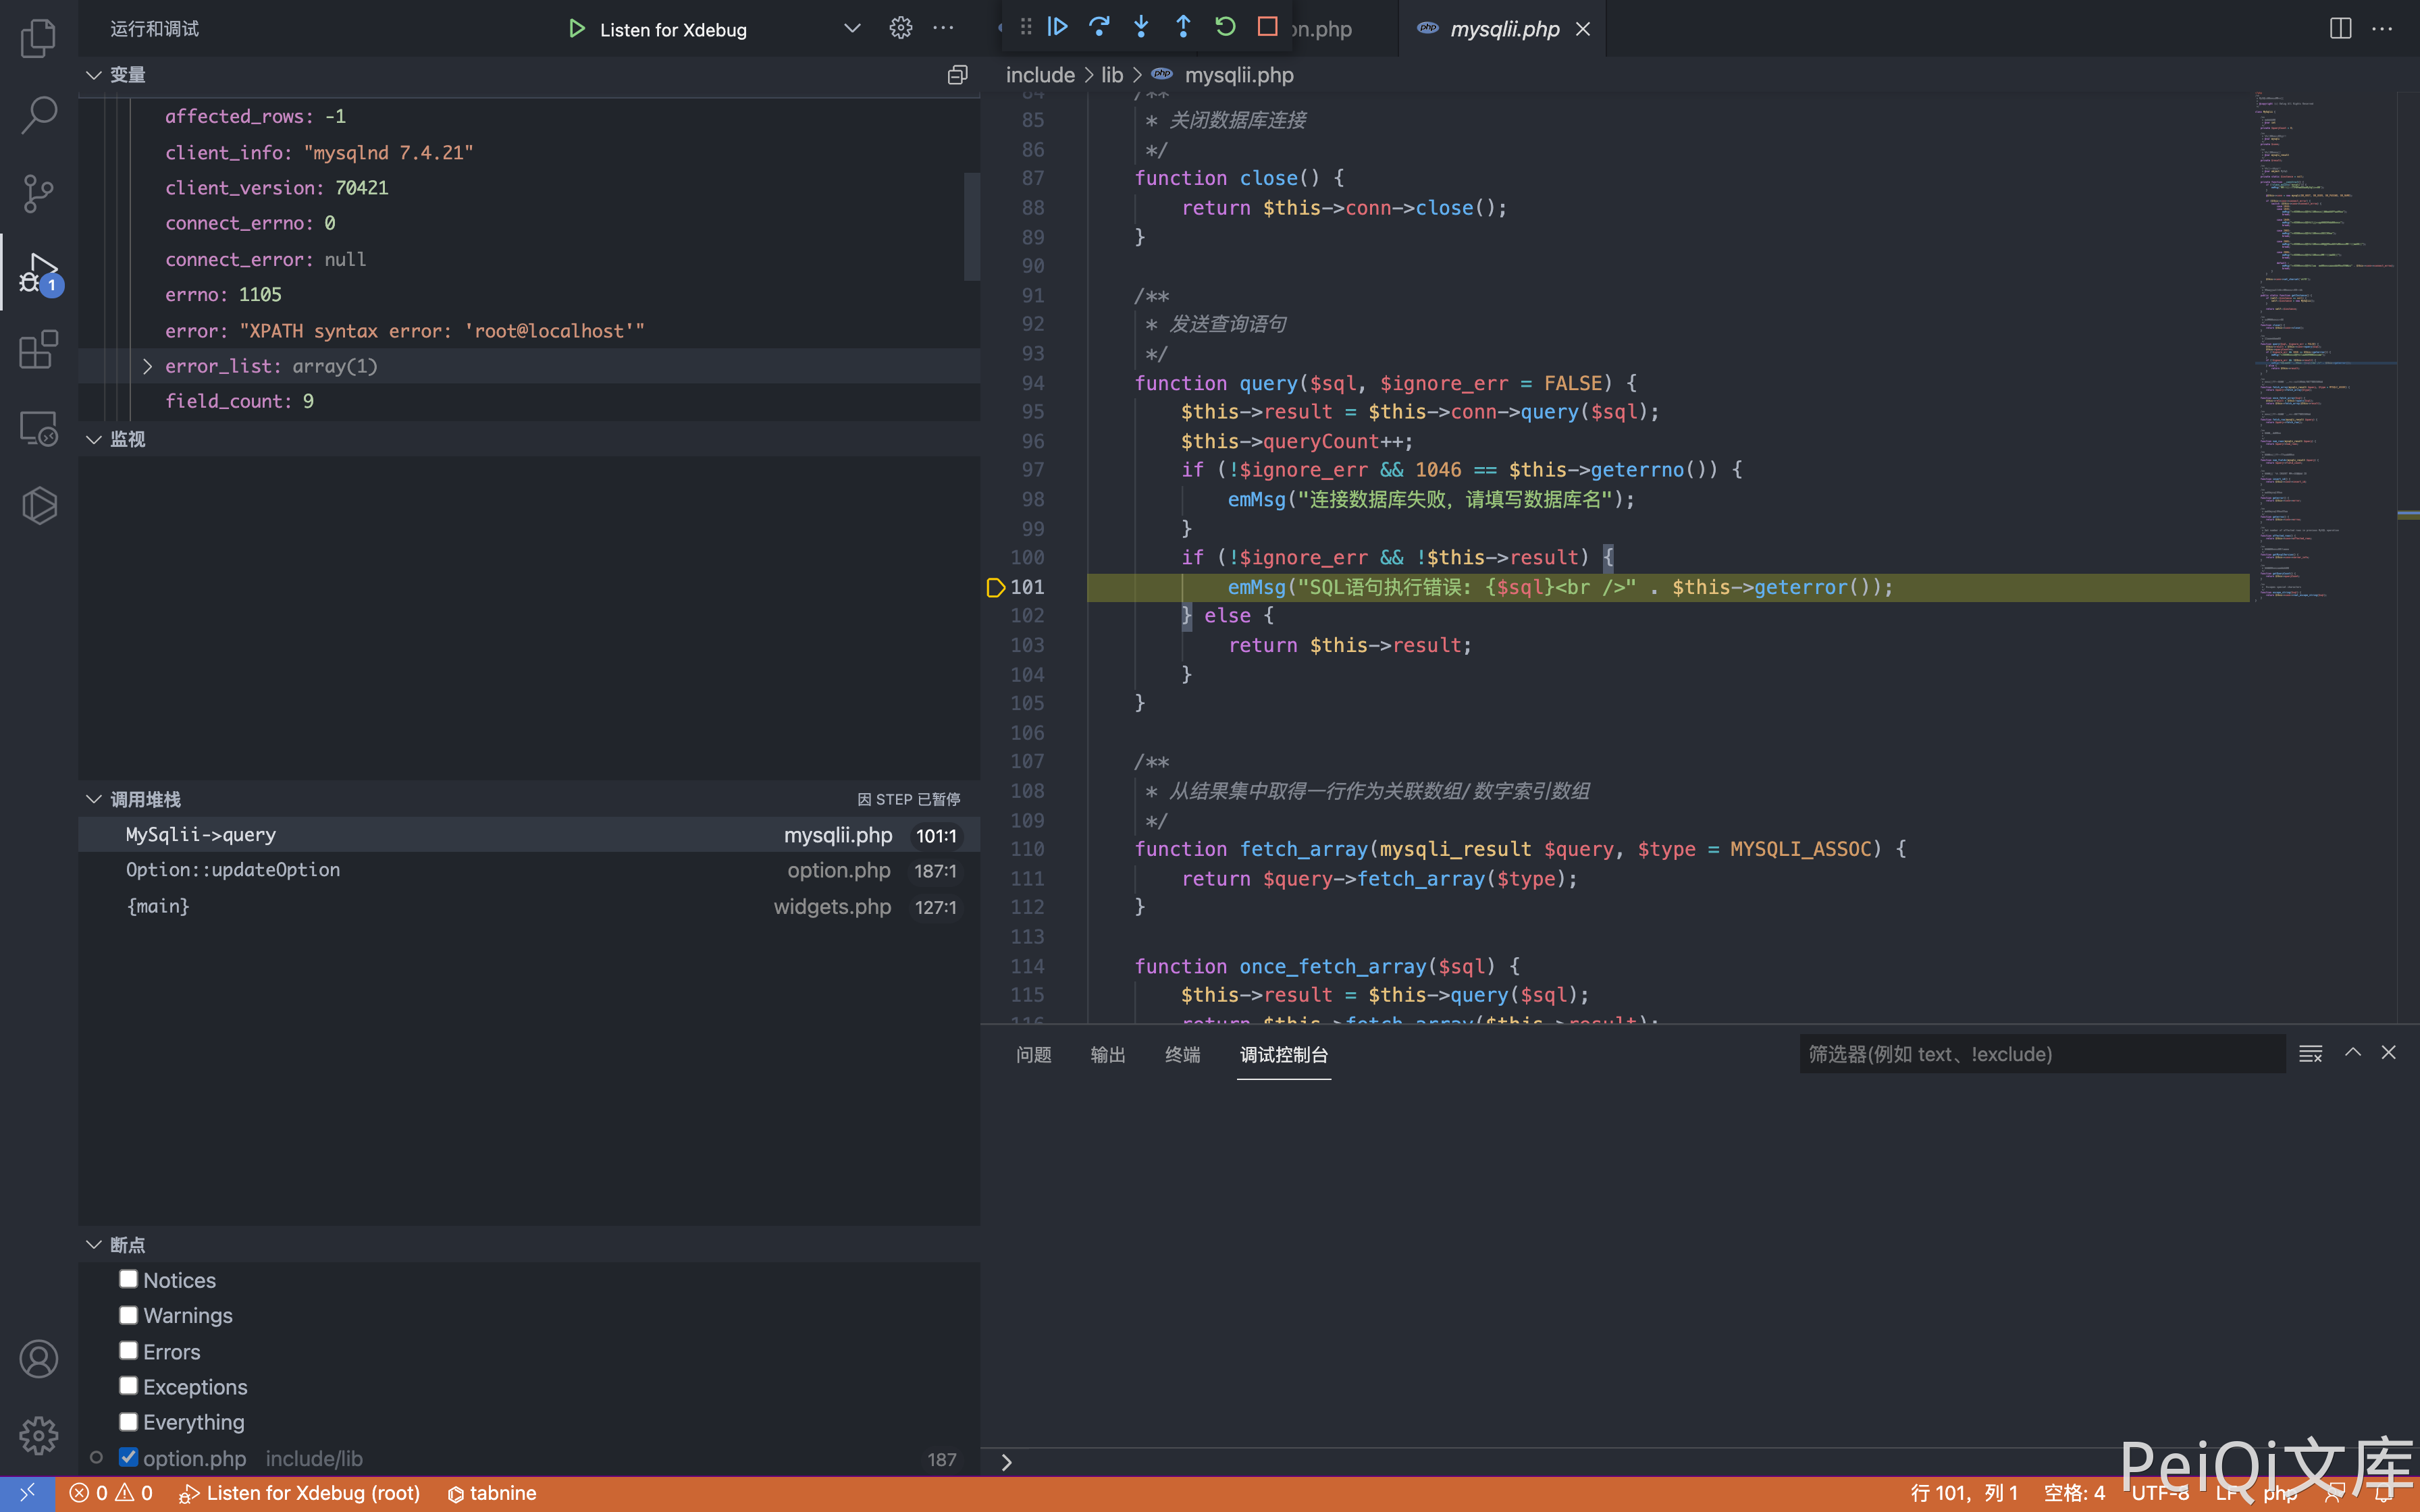 运行和调试
Listen for Xdebug
变量
affected_rows: -1
client_info: "mysqlnd 7.4.21"
client_version: 70421
connect_errno: 0
connect_error: null
errno: 1105
error: "XPATH syntax error: 'root@localhost'"
error_list: array(1)
field_count: 9
监视
调用堆栈
因 STEP 已暂停
MySqlii->query mysqlii.php 101:1
Option::updateOption option.php 187:1
{main} widgets.php 127:1
断点
Notices
Warnings
Errors
Exceptions
Everything
option.php include/lib 187
on.php
mysqlii.php
include > lib > php mysqlii.php
84 /**
85 * 关闭数据库连接
86 */
87 function close() {
88 return $this->conn->close();
89 }
90
91 /**
92 * 发送查询语句
93 */
94 function query($sql, $ignore_err = FALSE) {
95 $this->result = $this->conn->query($sql);
96 $this->queryCount++;
97 if (!$ignore_err && 1046 == $this->geterrno()) {
98 emMsg("连接数据库失败，请填写数据库名");
99 }
100 if (!$ignore_err && !$this->result) {
101 emMsg("SQL语句执行错误: {$sql}<br />" . $this->geterror());
102 } else {
103 return $this->result;
104 }
105 }
106
107 /**
108 * 从结果集中取得一行作为关联数组/数字索引数组
109 */
110 function fetch_array(mysqli_result $query, $type = MYSQLI_ASSOC) {
111 return $query->fetch_array($type);
112 }
113
114 function once_fetch_array($sql) {
115 $this->result = $this->query($sql);
116 return $this->fetch_array($this->result);
问题 输出 终端 调试控制台
筛选器(例如 text、!exclude)
0 0 Listen for Xdebug (root) tabnine
行 101，列 1 空格: 4 UTF-8 LF php
PeiQi文库